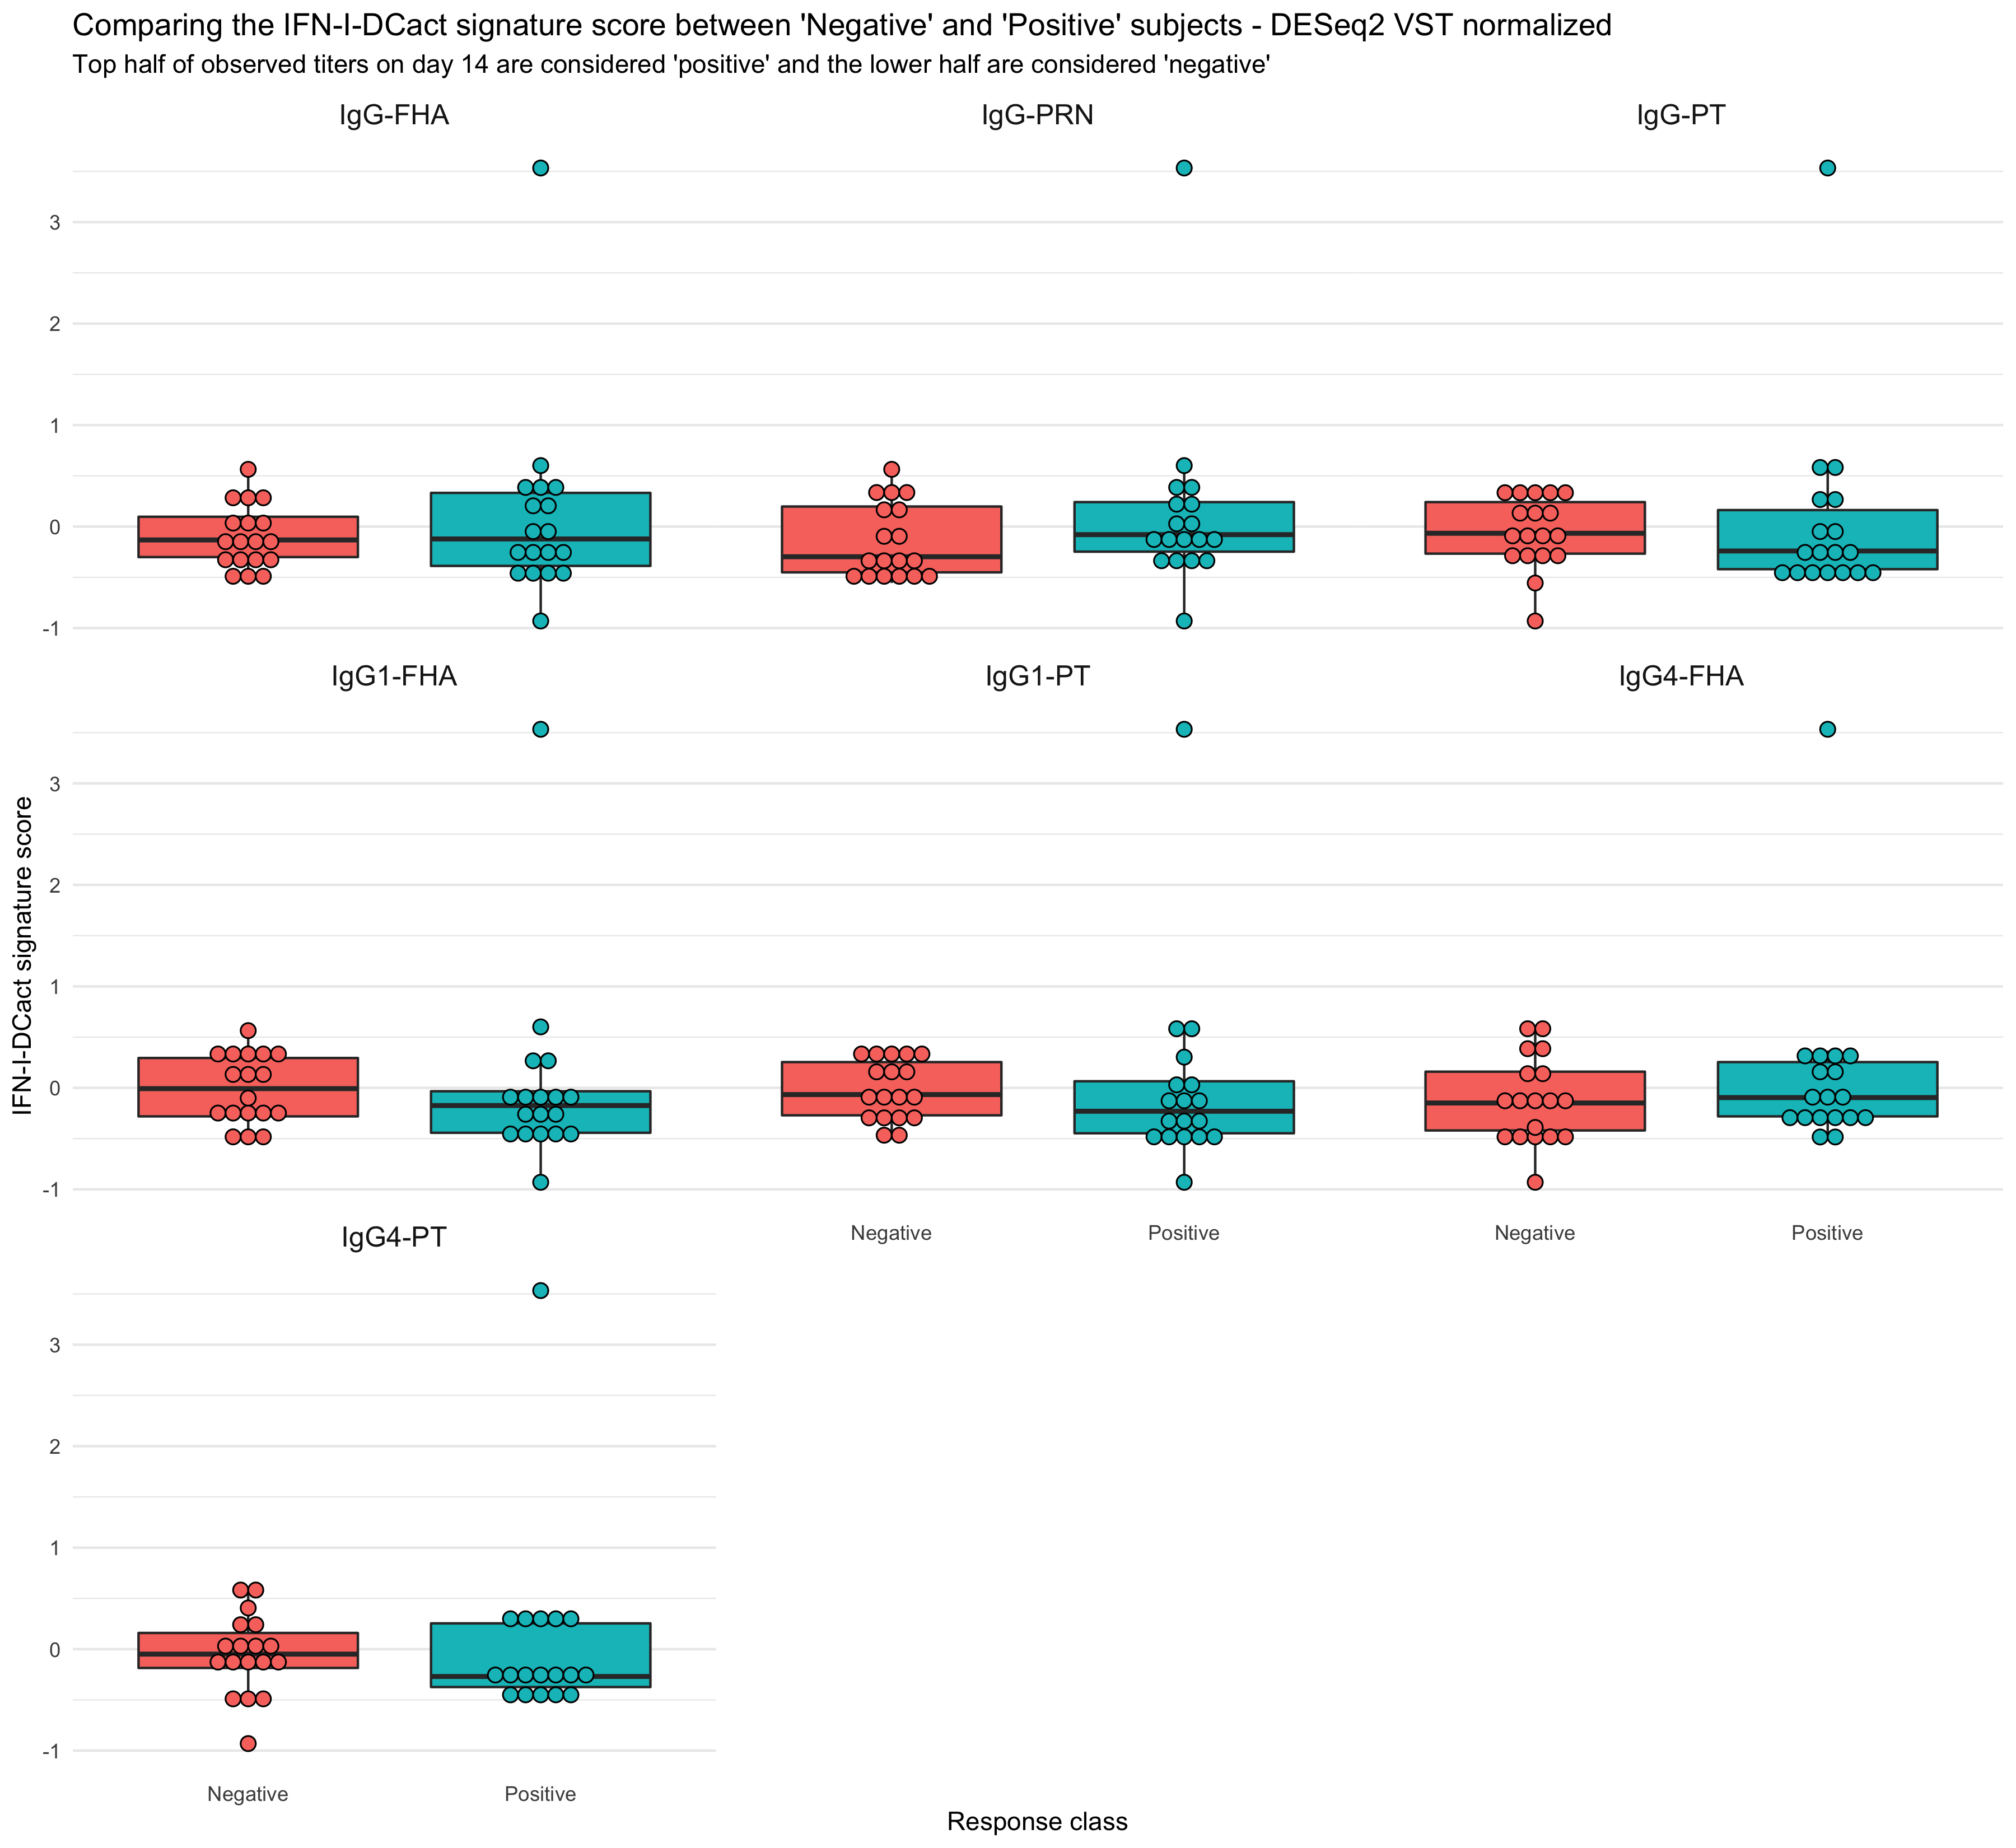 Comparing the IFN-I-DCact signature score between 'Negative' and 'Positive' subjects - DESeq2 VST normalized
Top half of observed titers on day 14 are considered 'positive' and the lower half are considered 'negative'
IgG-FHA
IgG-PRN
IgG-PT
3
2
1
0
-1
IgG1-FHA
IgG1-PT
IgG4-FHA
3
2
1
0
-1
Negative
Positive
Negative
Positive
IgG4-PT
3
2
1
0
-1
Negative
Positive
IFN-I-DCact signature score
Response class